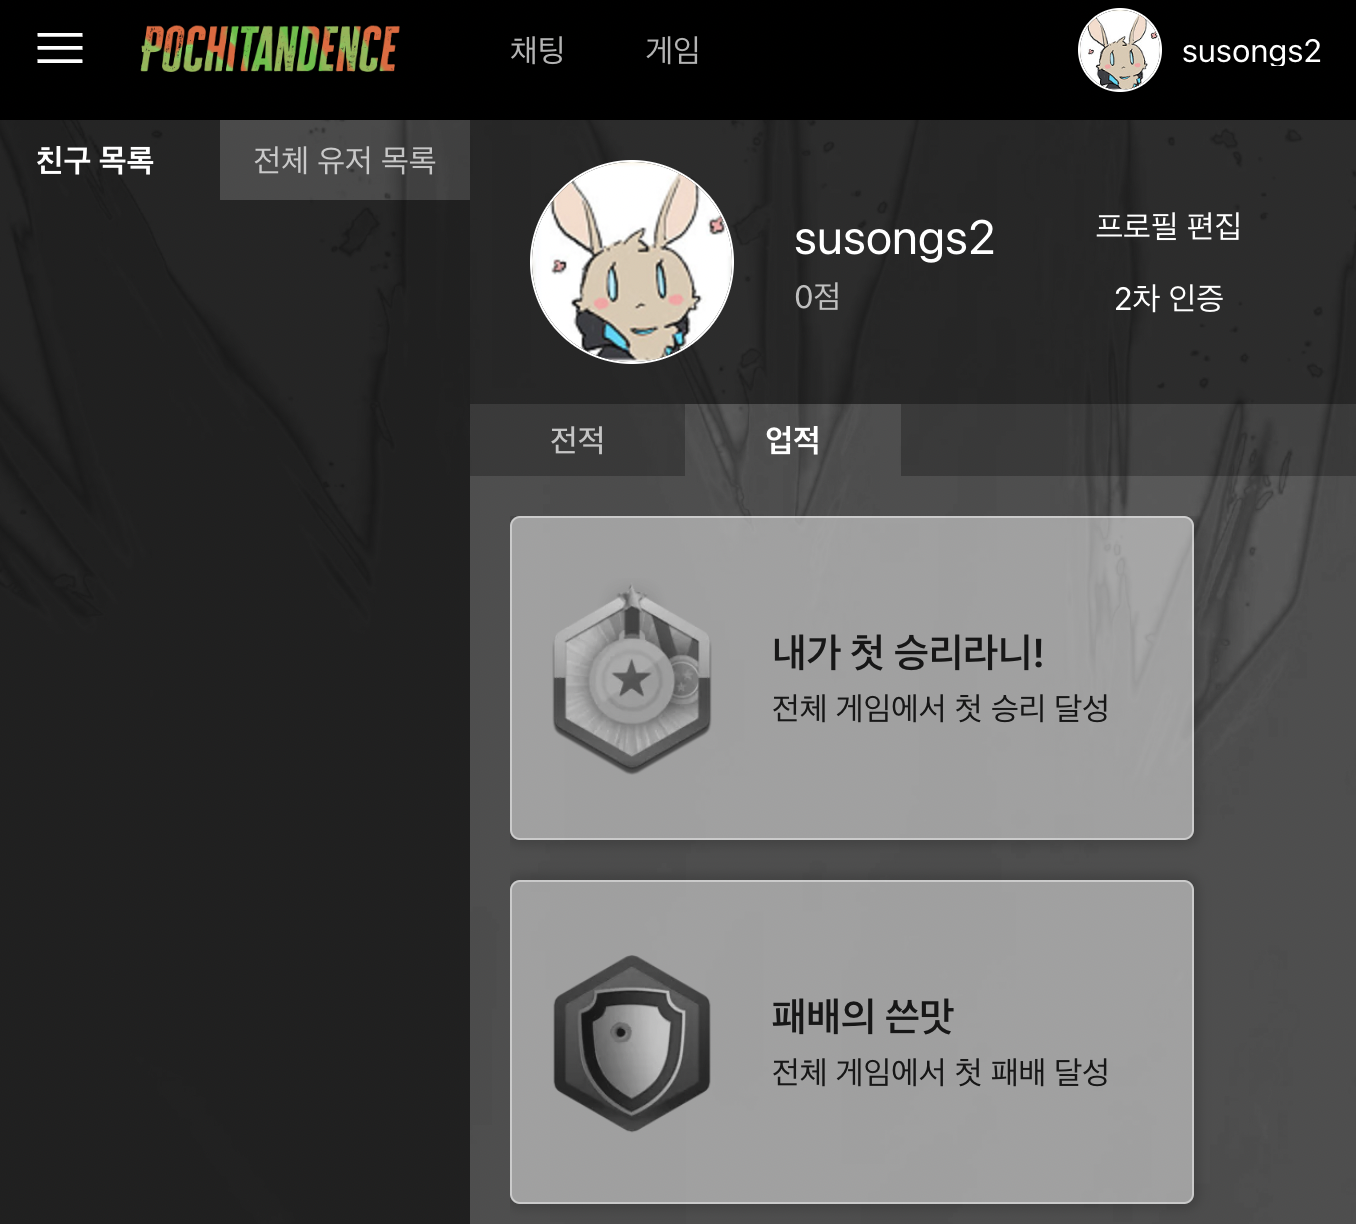 POCHITANDENCE
채팅
게임
susongs2
친구 목록
전체 유저 목록
susongs2
0점
프로필 편집
2차 인증
전적
업적
내가 첫 승리라니!
전체 게임에서 첫 승리 달성
패배의 쓴맛
전체 게임에서 첫 패배 달성